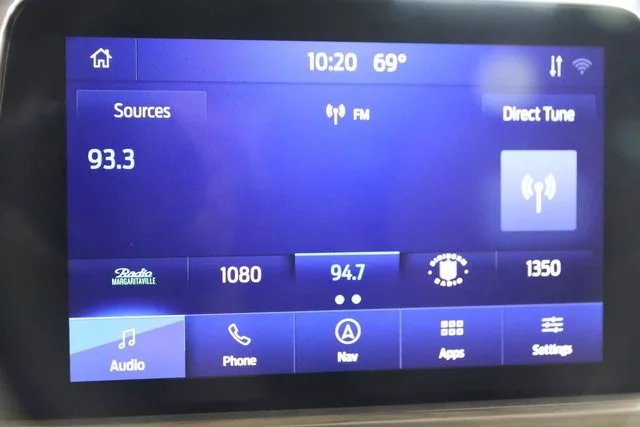 10:20 69°
Sources
FM
Direct Tune
93.3
Radio
MARGARITAVILLE
1080
94.7
RADIO
1350
Audio
Phone
Nav
Apps
Settings